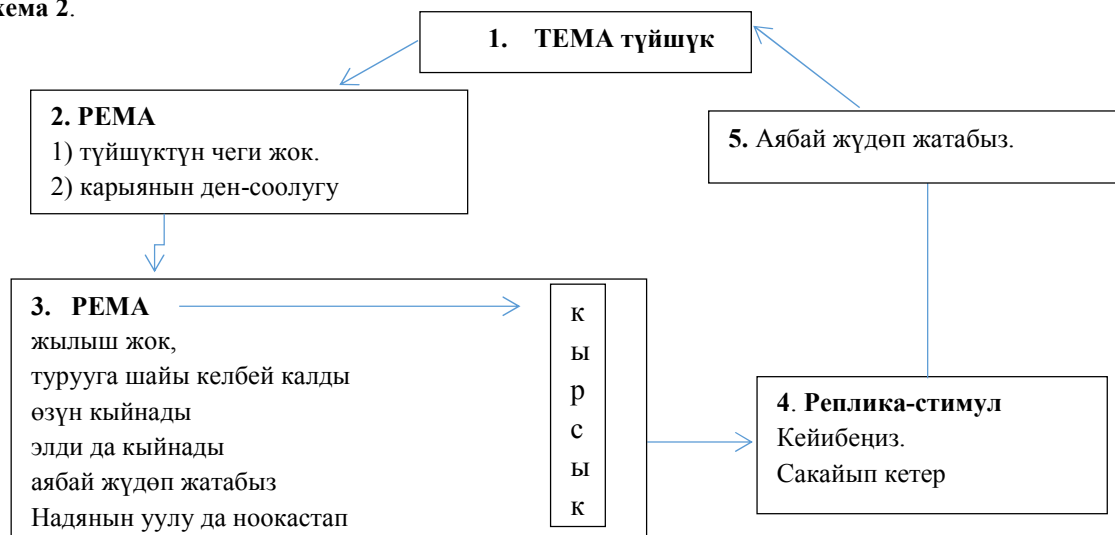 хема 2.
1. ТЕМА түйшүк
2. РЕМА
1) түйшүктүн чеги жок.
2) карыянын ден-соолугу
3. РЕМА
жылыш жок,
турууга шайы келбей калды
өзүн кыйнады
элди да кыйнады
аябай жүдөп жатабыз
Надянын уулу да ноокастап
к
ы
р
с
ы
к
4. Реплика-стимул
Кейибеңиз.
Сакайып кетер
5. Аябай жүдөп жатабыз.